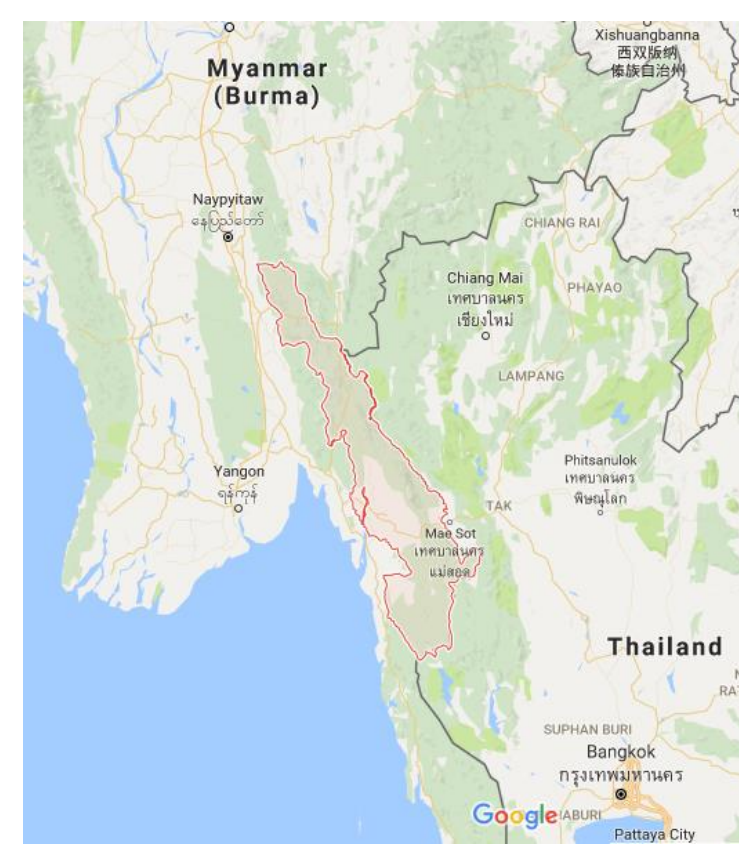 Xishuangbanna
西双版纳
傣族自治州
Myanmar
(Burma)
Naypyitaw
နေပြည်တော်
CHIANG RAI
Chiang Mai
เทศบาลนคร
เชียงใหม่
PHAYAO
LAMPANG
Phitsanulok
เทศบาลนคร
พิษณุโลก
Yangon
ရန်ကုန်
TAK
Mae Sot
เทศบาลนคร
แม่สอด
Thailand
SUPHAN BURI
Bangkok
กรุงเทพมหานคร
Google
Pattaya City